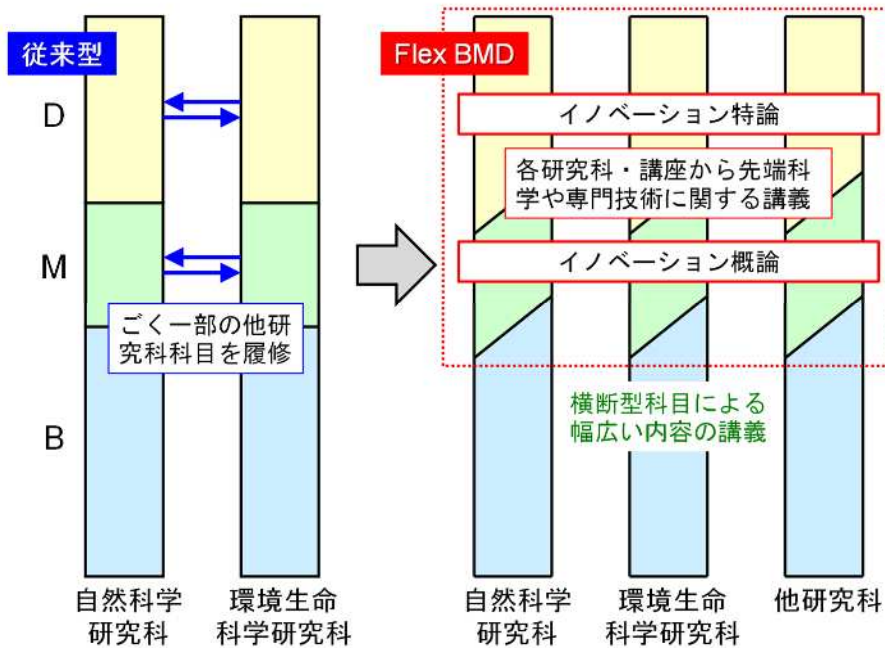 従来型
D
M
B
ごく一部の他研
究科科目を履修
自然科学
研究科
環境生命
科学研究科
Flex BMD
イノベーション特論
各研究科・講座から先端科
学や専門技術に関する講義
イノベーション概論
横断型科目による
幅広い内容の講義
自然科学
研究科
環境生命
科学研究科
他研究科